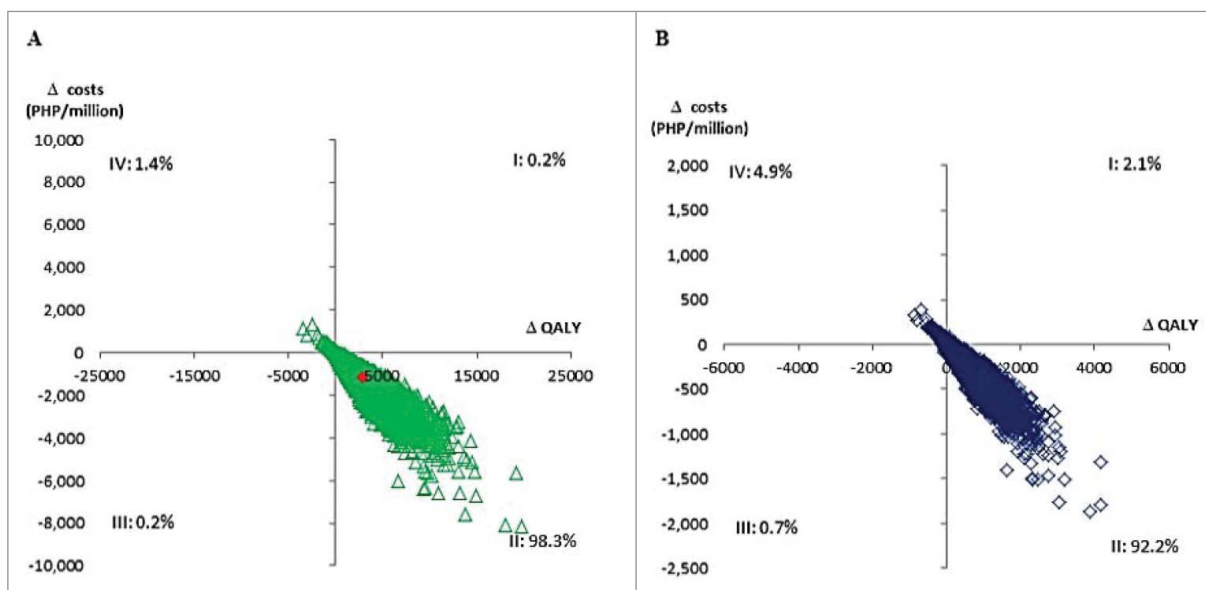 A
Δ costs
(PHP/million)
10,000
IV: 1.4%
I: 0.2%
8,000
6,000
4,000
2,000
Δ QALY
0
-25000 -15000 -5000 5000 15000 25000
-2,000
-4,000
-6,000
III: 0.2%
-8,000
II: 98.3%
-10,000
B
Δ costs
(PHP/million)
2,000
IV: 4.9%
I: 2.1%
1,500
1,000
500
Δ QALY
0
-6000 -4000 -2000 0 2000 4000 6000
-500
-1,000
-1,500
-2,000
III: 0.7%
II: 92.2%
-2,500